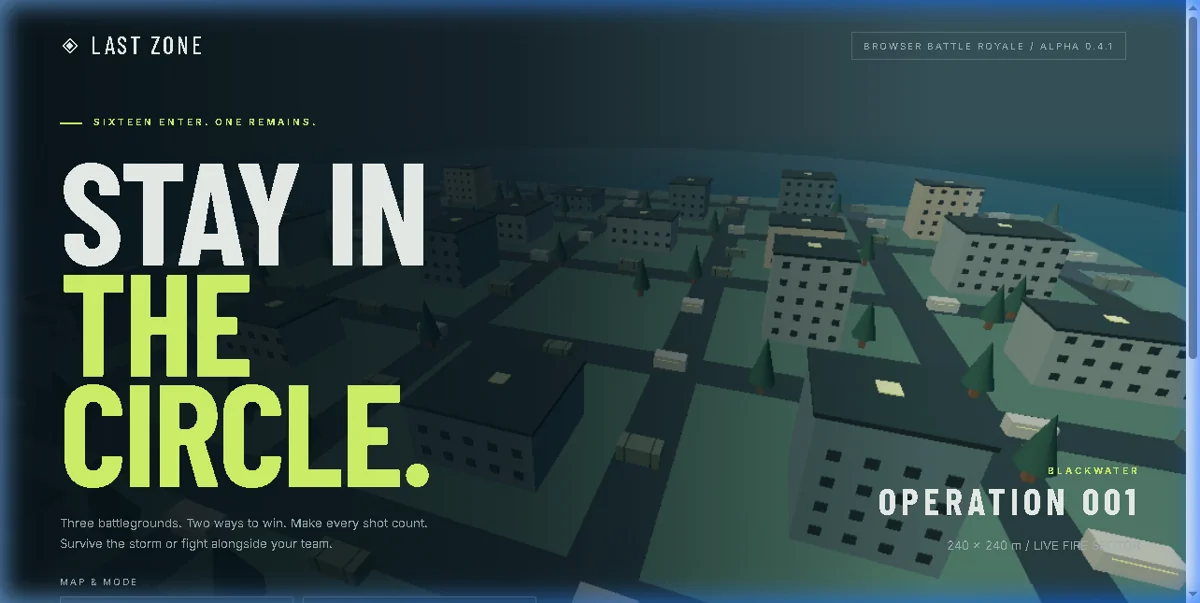 LAST ZONE
BROWSER BATTLE ROYALE / ALPHA 0.4.1
SIXTEEN ENTER. ONE REMAINS.
STAY IN
THE
CIRCLE.
Three battlegrounds. Two ways to win. Make every shot count.
Survive the storm or fight alongside your team.
MAP & MODE
BLACKWATER
OPERATION 001
240 × 240 m / LIVE FIRE